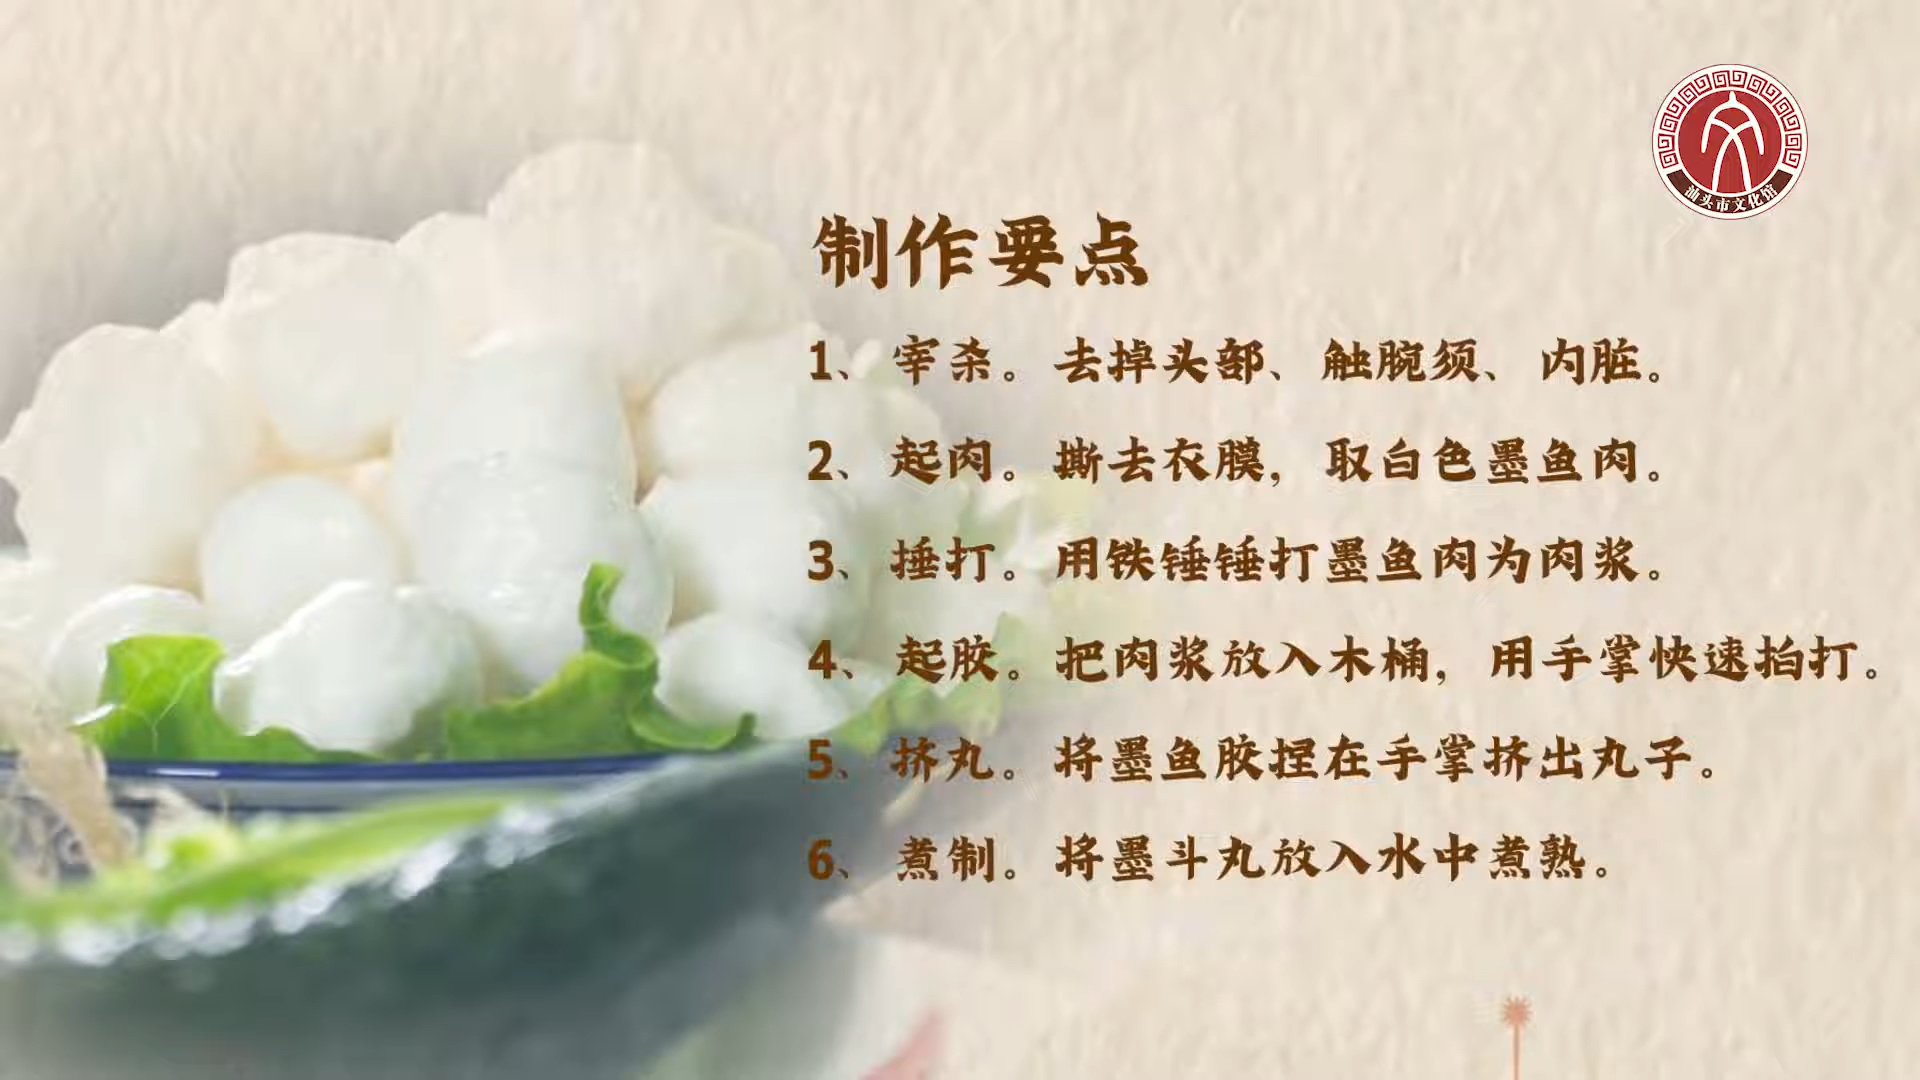 汕头市文化馆
制作要点
1、宰杀。去掉头部、触腕须、内脏。
2、起肉。撕去衣膜，取白色墨鱼肉。
3、捶打。用铁锤锤打墨鱼肉为肉浆。
4、起胶。把肉浆放入木桶，用手掌快速拍打。
5、挤丸。将墨鱼胶捏在手掌挤出丸子。
6、煮制。将墨斗丸放入水中煮熟。